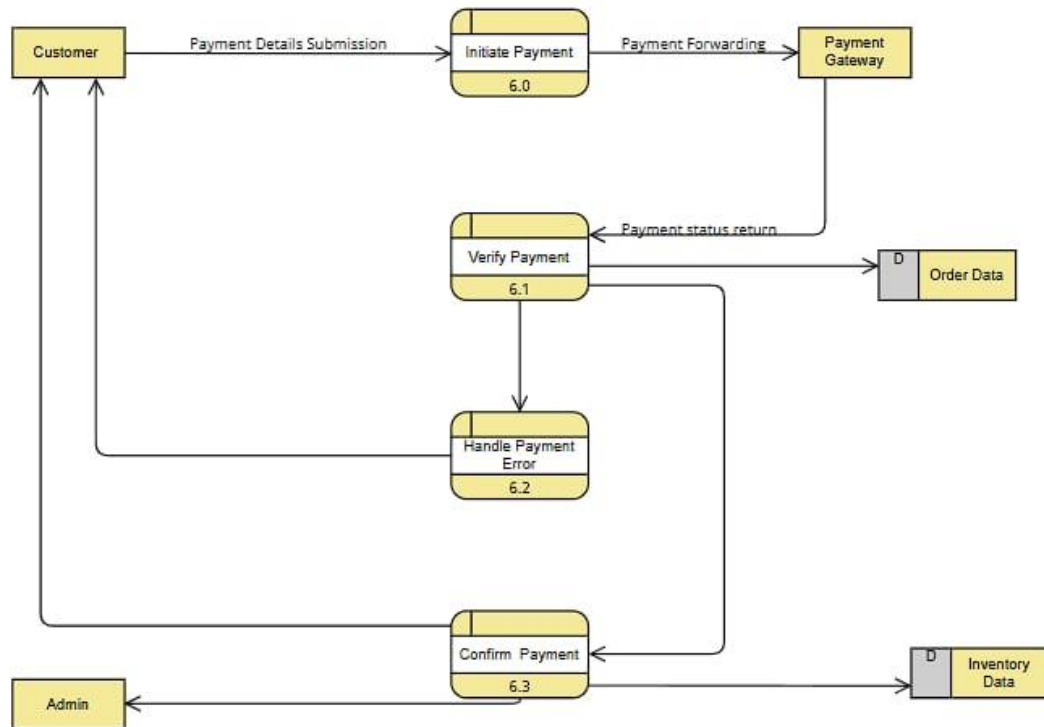 Customer
Payment Details Submission
Initiate Payment
6.0
Payment Forwarding
Payment
Gateway
Payment status return
Verify Payment
6.1
D
Order Data
Handle Payment
Error
6.2
Confirm Payment
6.3
D
Inventory
Data
Admin